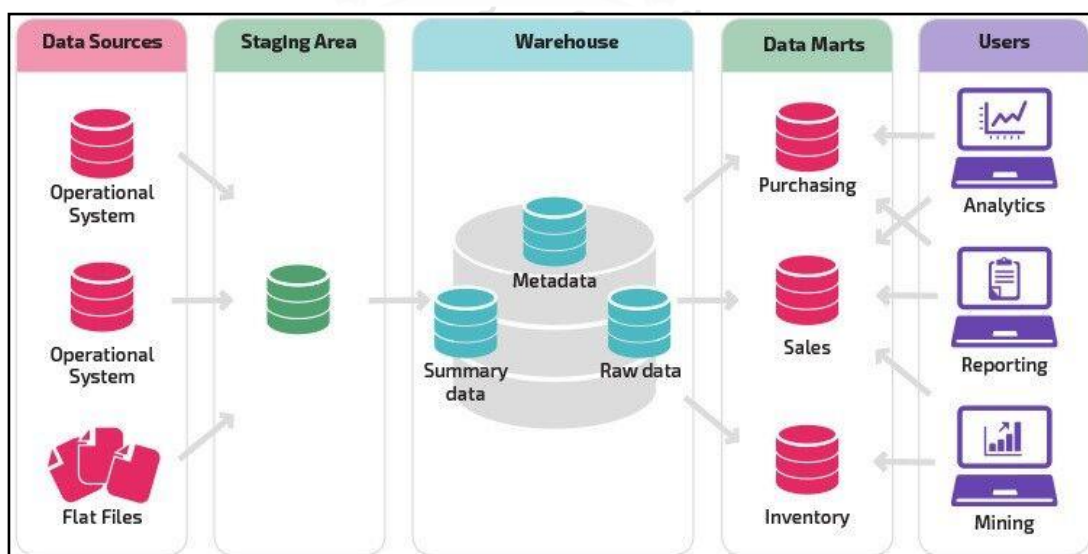 Data Sources
Staging Area
Warehouse
Data Marts
Users
Operational
System
Operational
System
Flat Files
Metadata
Summary
data
Raw data
Purchasing
Sales
Inventory
Analytics
Reporting
Mining